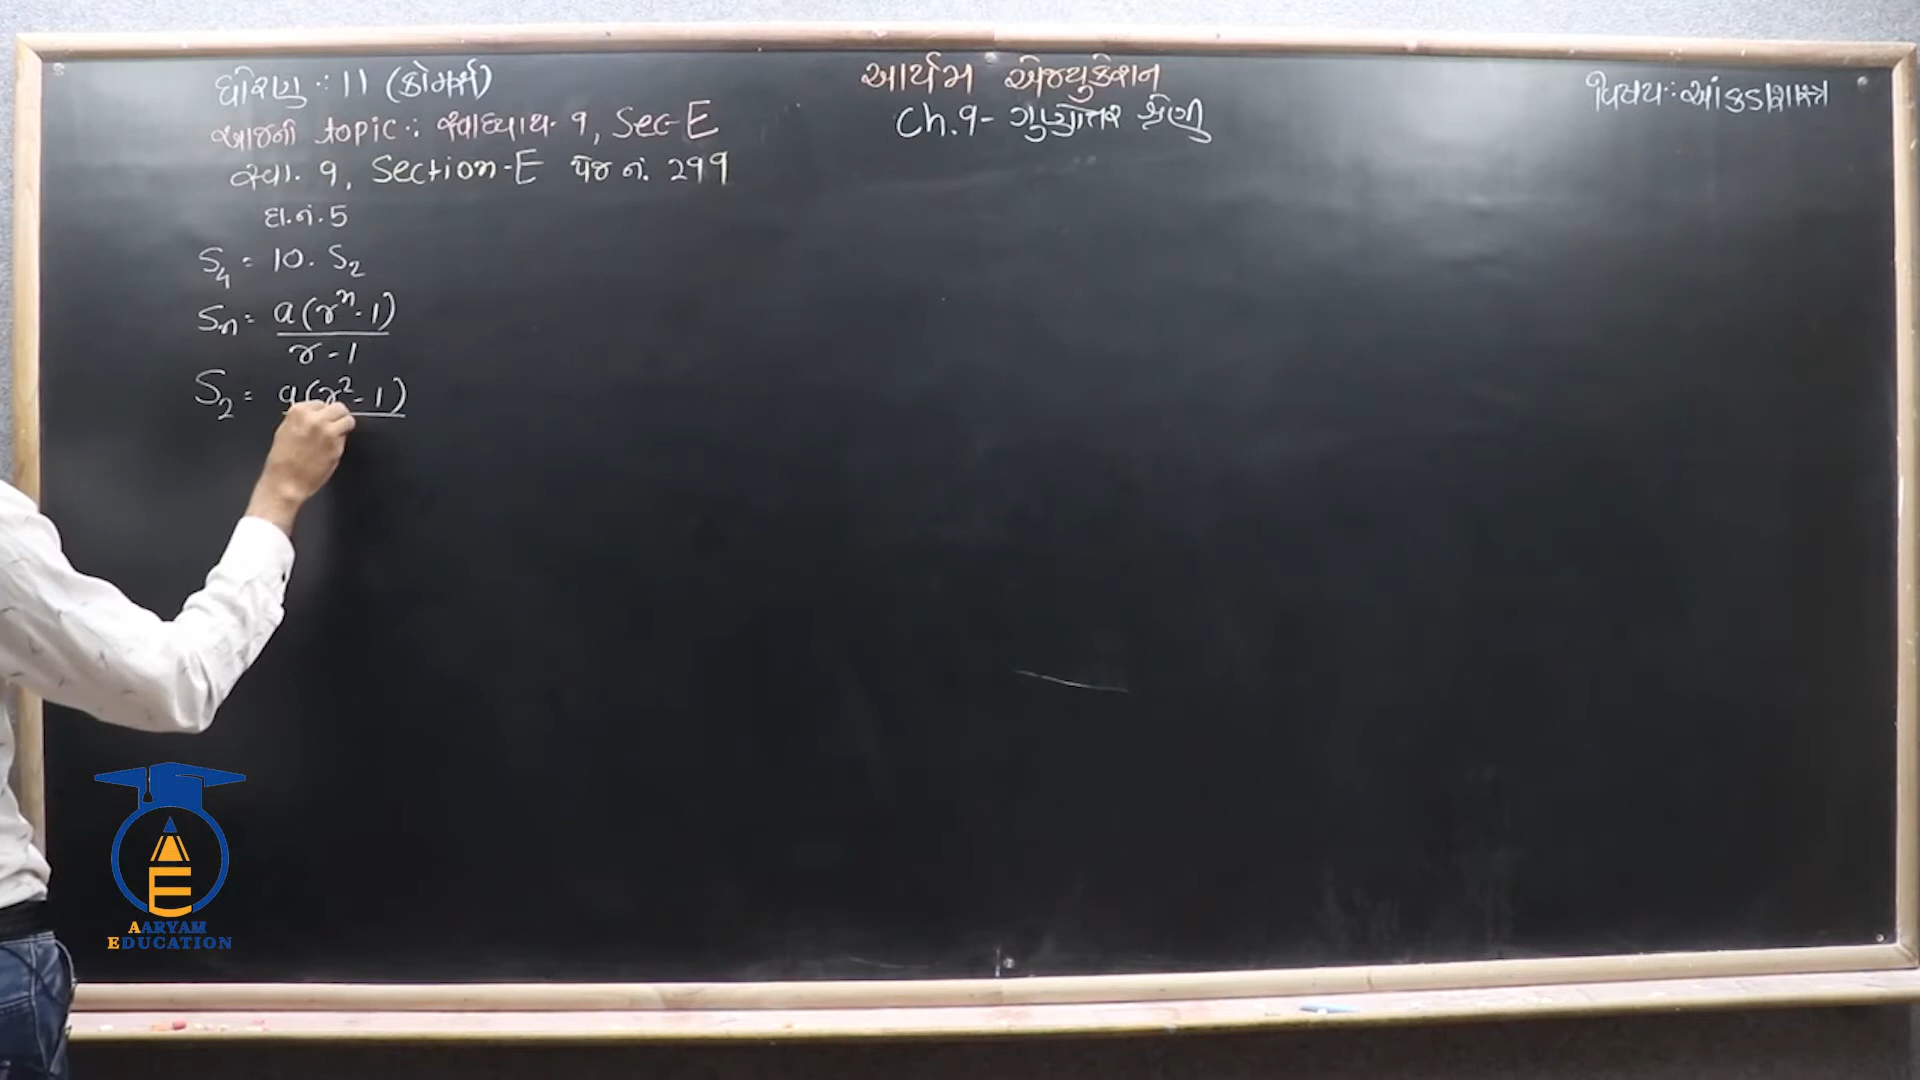 ધોરણ : 11 (કોમર્સ)
આર્યમ એજ્યુકેશન
વિષય : આંકડાશાસ્ત્ર
આજનો topic : સ્વાધ્યાય-9, Sec-E
Ch.9- ગુણોત્તર શ્રેણી
સ્વા. 9, Section-E પેજ નં. 299
દા.નં. 5
S₄ = 10. S₂
Sₙ = a(rⁿ-1)
r-1
S₂ = a(r²-1)
AARYAM
EDUCATION